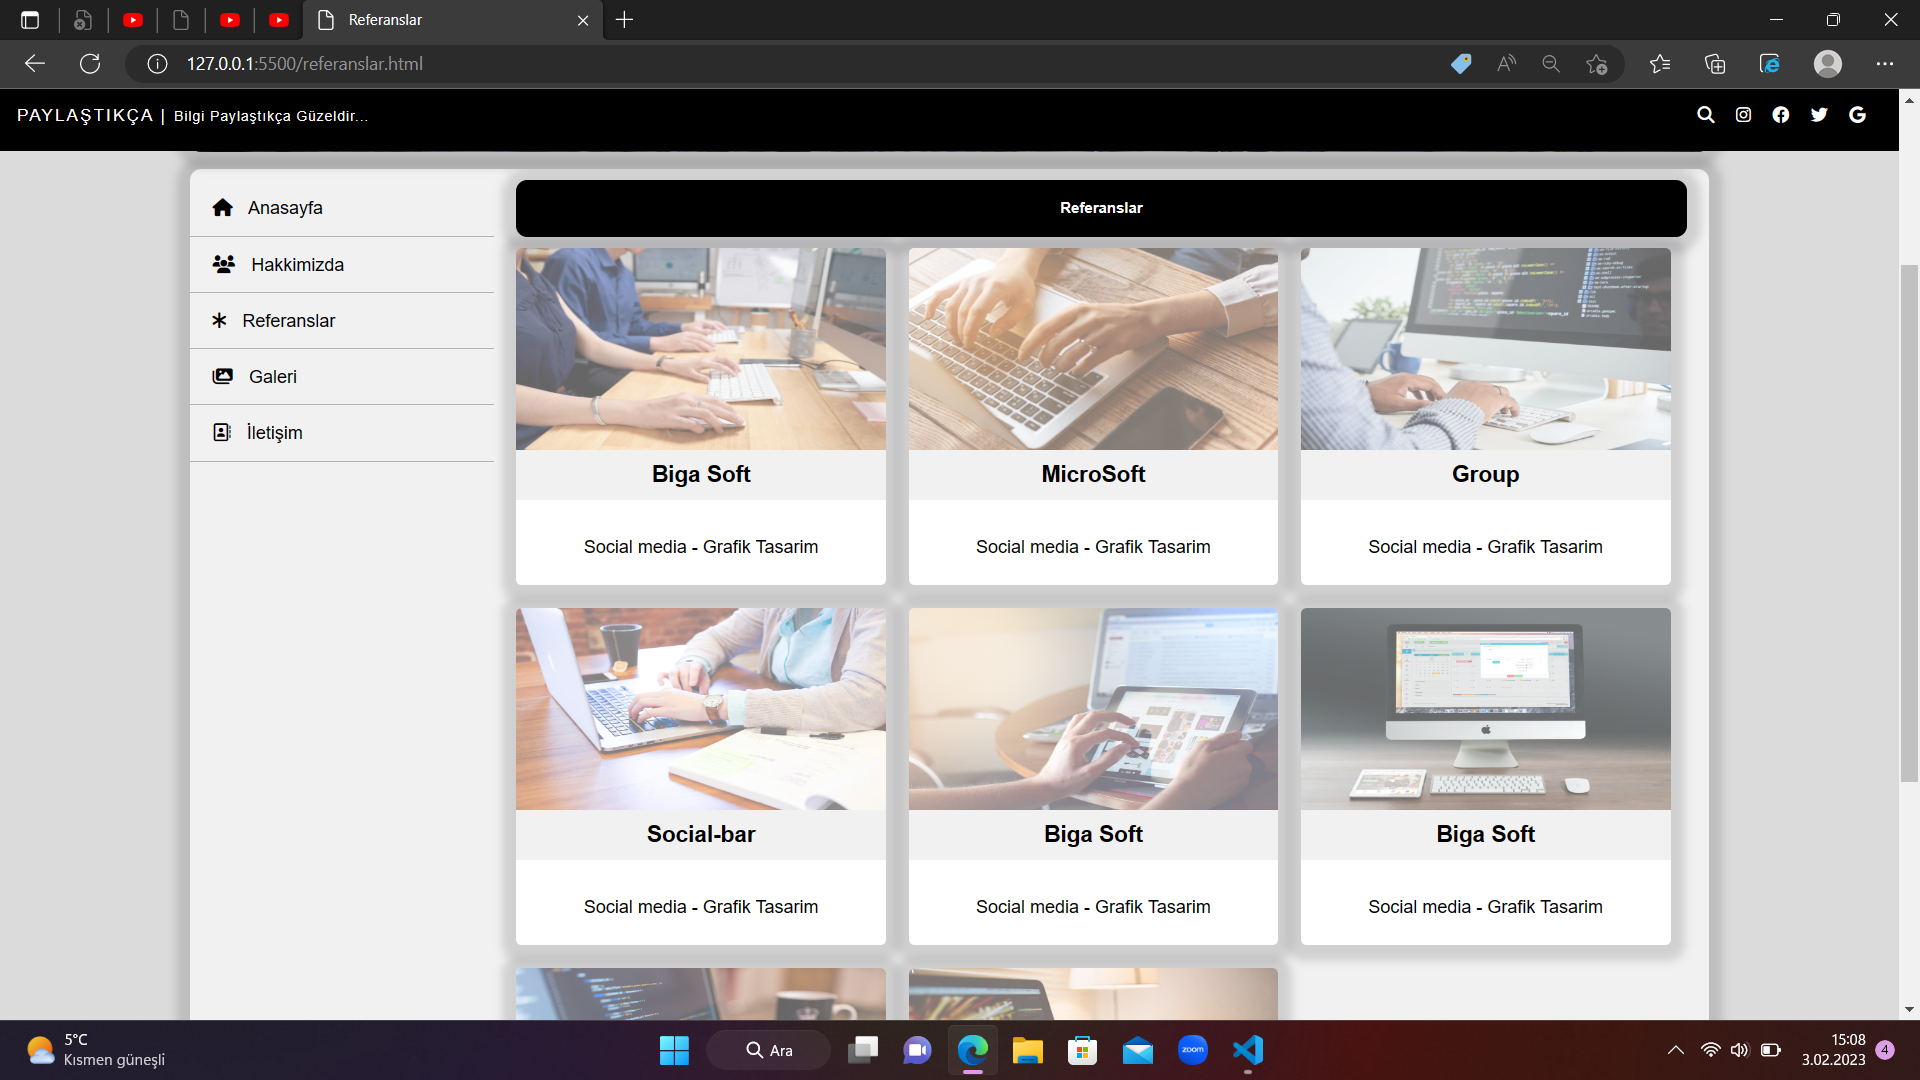 Referanslar
127.0.0.1:5500/referanslar.html
PAYLAŞTIKÇA | Bilgi Paylaştıkça Güzeldir...
Anasayfa
Hakkimizda
Referanslar
Galeri
İletişim
Referanslar
Biga Soft
Social media - Grafik Tasarim
MicroSoft
Social media - Grafik Tasarim
Group
Social media - Grafik Tasarim
Social-bar
Social media - Grafik Tasarim
Biga Soft
Social media - Grafik Tasarim
Biga Soft
Social media - Grafik Tasarim
5°C
Kısmen güneşli
Ara
zoom
15:08
3.02.2023
4